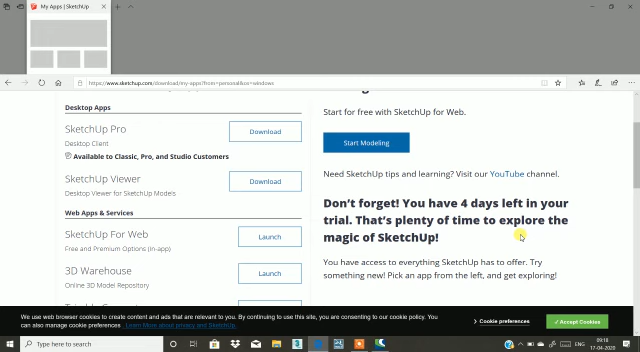 My Apps | SketchUp
https://www.sketchup.com/download/my-apps?from=personal&os=windows
Desktop Apps
SketchUp Pro
Download
Desktop Client
Available to Classic, Pro, and Studio Customers
SketchUp Viewer
Download
Desktop Viewer for SketchUp Models
Web Apps & Services
SketchUp For Web
Launch
Free and Premium Options (In-app)
3D Warehouse
Launch
Online 3D Model Repository
Start for free with SketchUp for Web.
Start Modeling
Need SketchUp tips and learning? Visit our YouTube channel.
Don't forget! You have 4 days left in your
trial. That's plenty of time to explore the
magic of SketchUp!
You have access to everything SketchUp has to offer. Try
something new! Pick an app from the left, and get exploring!
We use web browser cookies to create content and ads that are relevant to you. By continuing to use this site, you are consenting to our cookie policy. You
can also manage cookie preferences . Learn More about privacy and SketchUp.
Cookie preferences
✓ Accept Cookies
Type here to search
ENG
09:18
17-04-2020